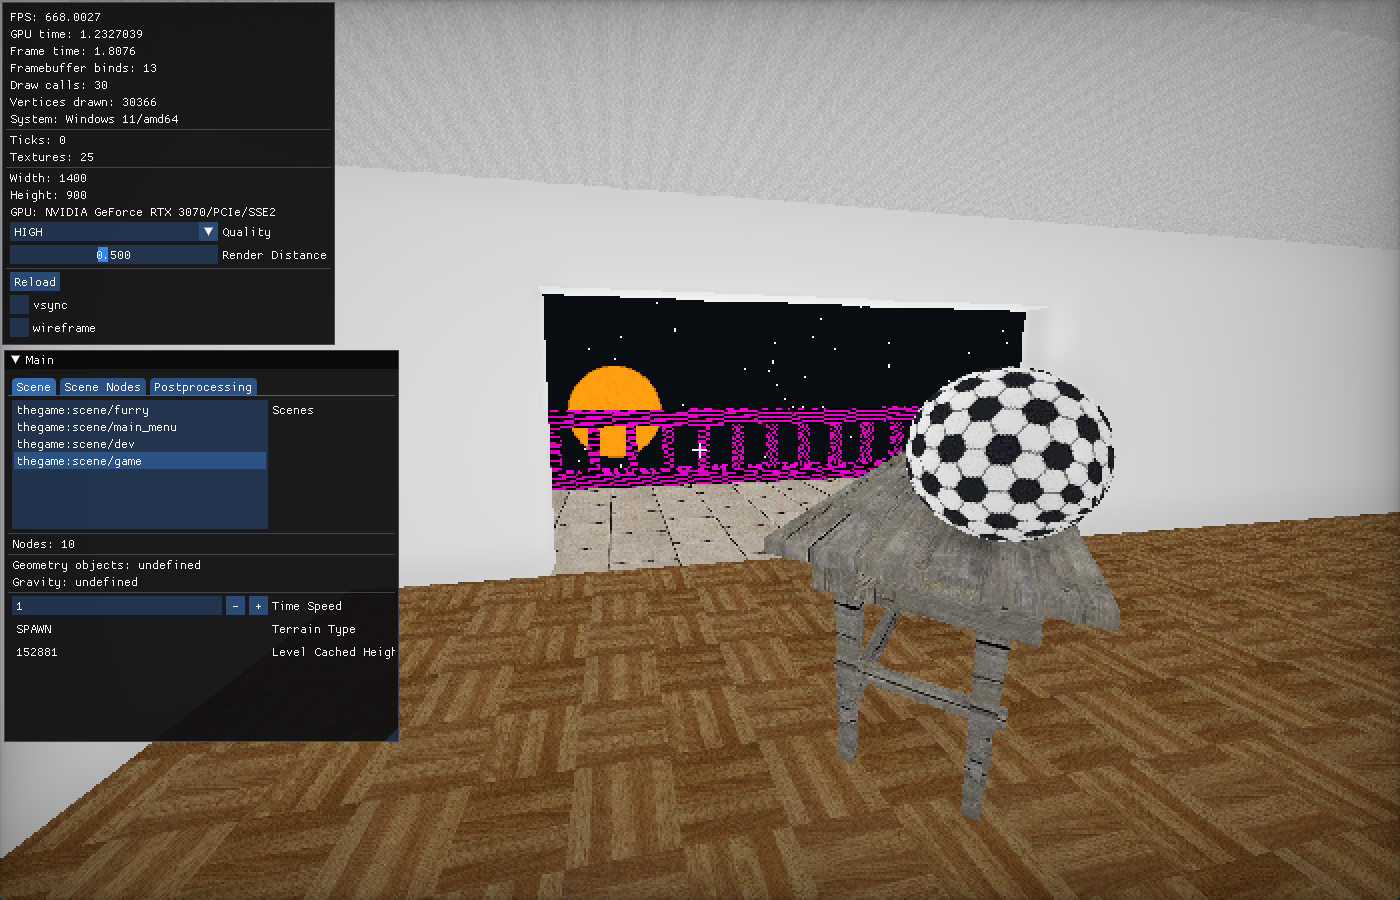 FPS: 668.0027
GPU time: 1.2327039
Frame time: 1.8076
Framebuffer binds: 13
Draw calls: 30
Vertices drawn: 30366
System: Windows 11/amd64
Ticks: 0
Textures: 25
Width: 1400
Height: 900
GPU: NVIDIA GeForce RTX 3070/PCIe/SSE2
HIGH Quality
0.500 Render Distance
Reload
vsync
wireframe
Main
Scene Scene Nodes Postprocessing
thegame:scene/furry Scenes
thegame:scene/main_menu
thegame:scene/dev
thegame:scene/game
Nodes: 10
Geometry objects: undefined
Gravity: undefined
1 - + Time Speed
SPAWN Terrain Type
152881 Level Cached Heigh